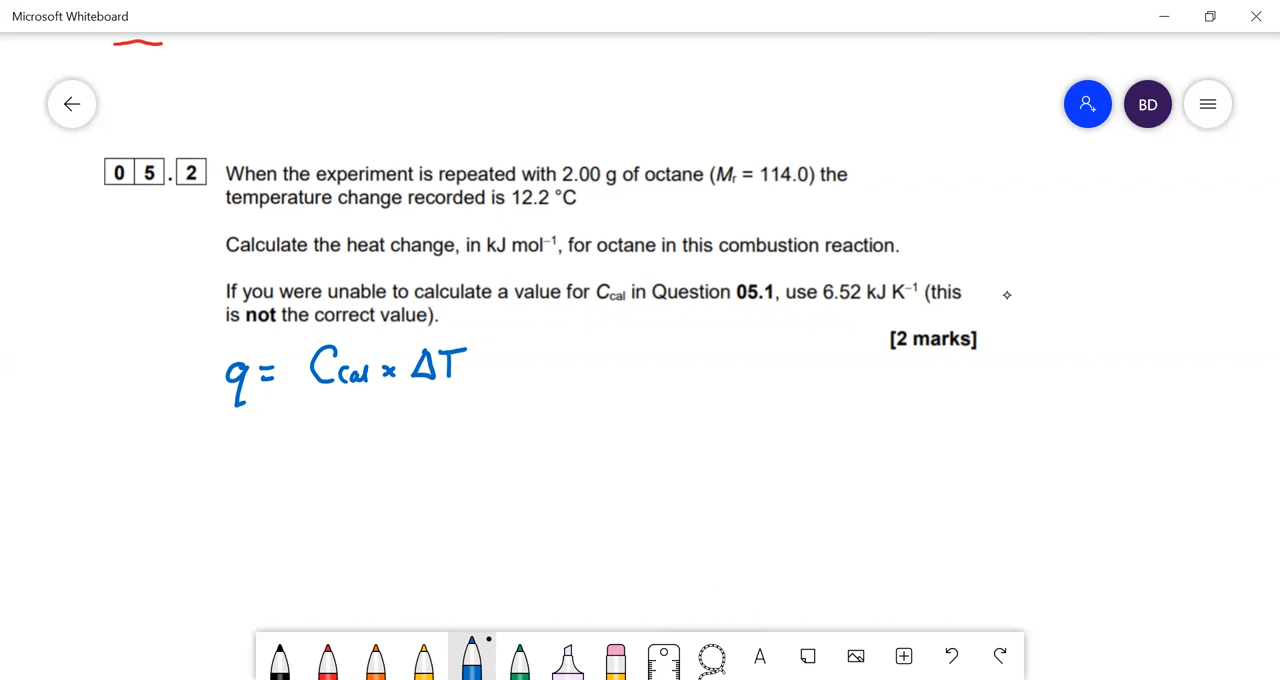 Microsoft Whiteboard
BD
0 5 . 2 When the experiment is repeated with 2.00 g of octane (Mᵣ = 114.0) the
temperature change recorded is 12.2 °C
Calculate the heat change, in kJ mol⁻¹, for octane in this combustion reaction.
If you were unable to calculate a value for Ccal in Question 05.1, use 6.52 kJ K⁻¹ (this
is not the correct value).
[2 marks]
q = Ccal × ΔT
A